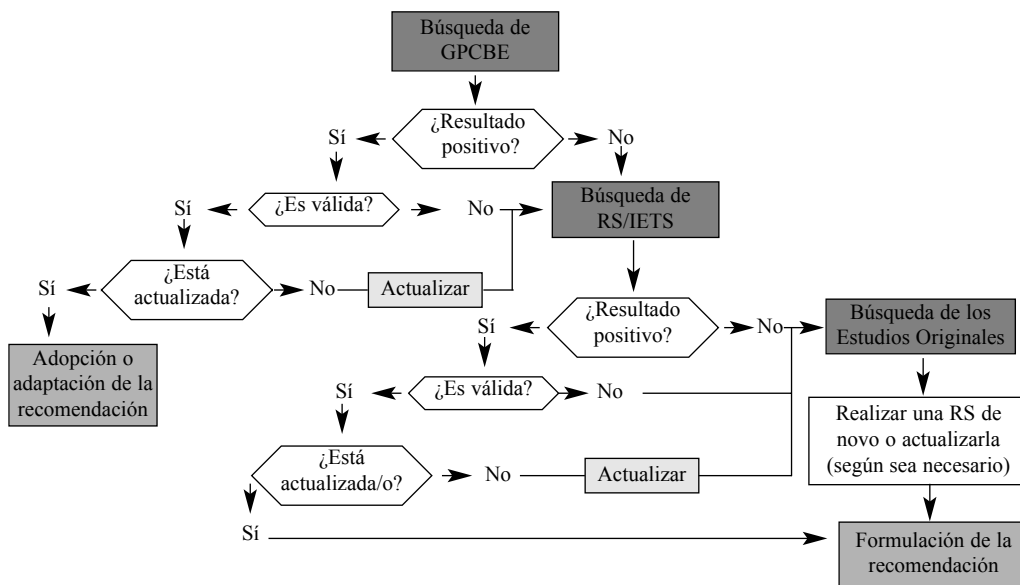 Búsqueda de
GPCBE
¿Resultado
positivo?
Sí
No
¿Es válida?
Sí
No
Búsqueda de
RS/IETS
¿Está
actualizada?
Sí
No
Actualizar
¿Resultado
positivo?
Sí
No
Búsqueda de los
Estudios Originales
Adopción o
adaptación de la
recomendación
¿Es válida?
Sí
No
Realizar una RS de
novo o actualizarla
(según sea necesario)
¿Está
actualizada/o?
No
Actualizar
Sí
Formulación de la
recomendación